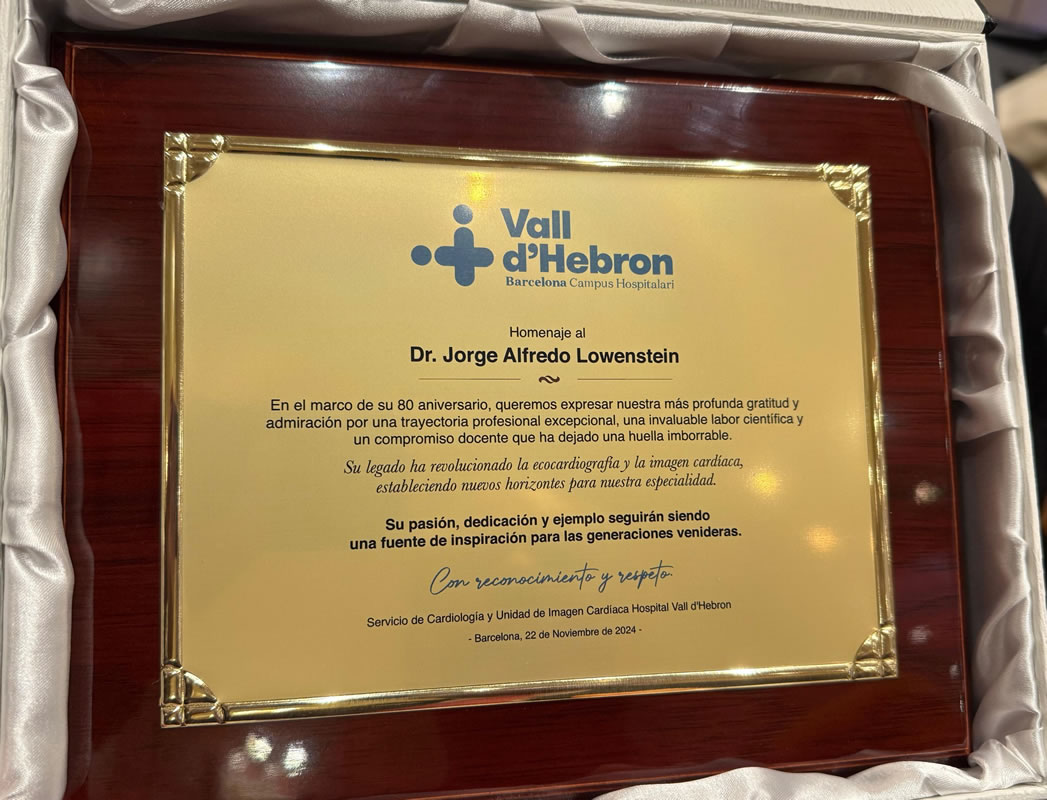 Vall
d'Hebron
Barcelona Campus Hospitalari
Homenaje al
Dr. Jorge Alfredo Lowenstein
En el marco de su 80 aniversario, queremos expresar nuestra más profunda gratitud y
admiración por una trayectoria profesional excepcional, una invaluable labor científica y
un compromiso docente que ha dejado una huella imborrable.
Su legado ha revolucionado la ecocardiografía y la imagen cardíaca,
estableciendo nuevos horizontes para nuestra especialidad.
Su pasión, dedicación y ejemplo seguirán siendo
una fuente de inspiración para las generaciones venideras.
Con reconocimiento y respeto.
Servicio de Cardiología y Unidad de Imagen Cardíaca Hospital Vall d'Hebron
- Barcelona, 22 de Noviembre de 2024 -